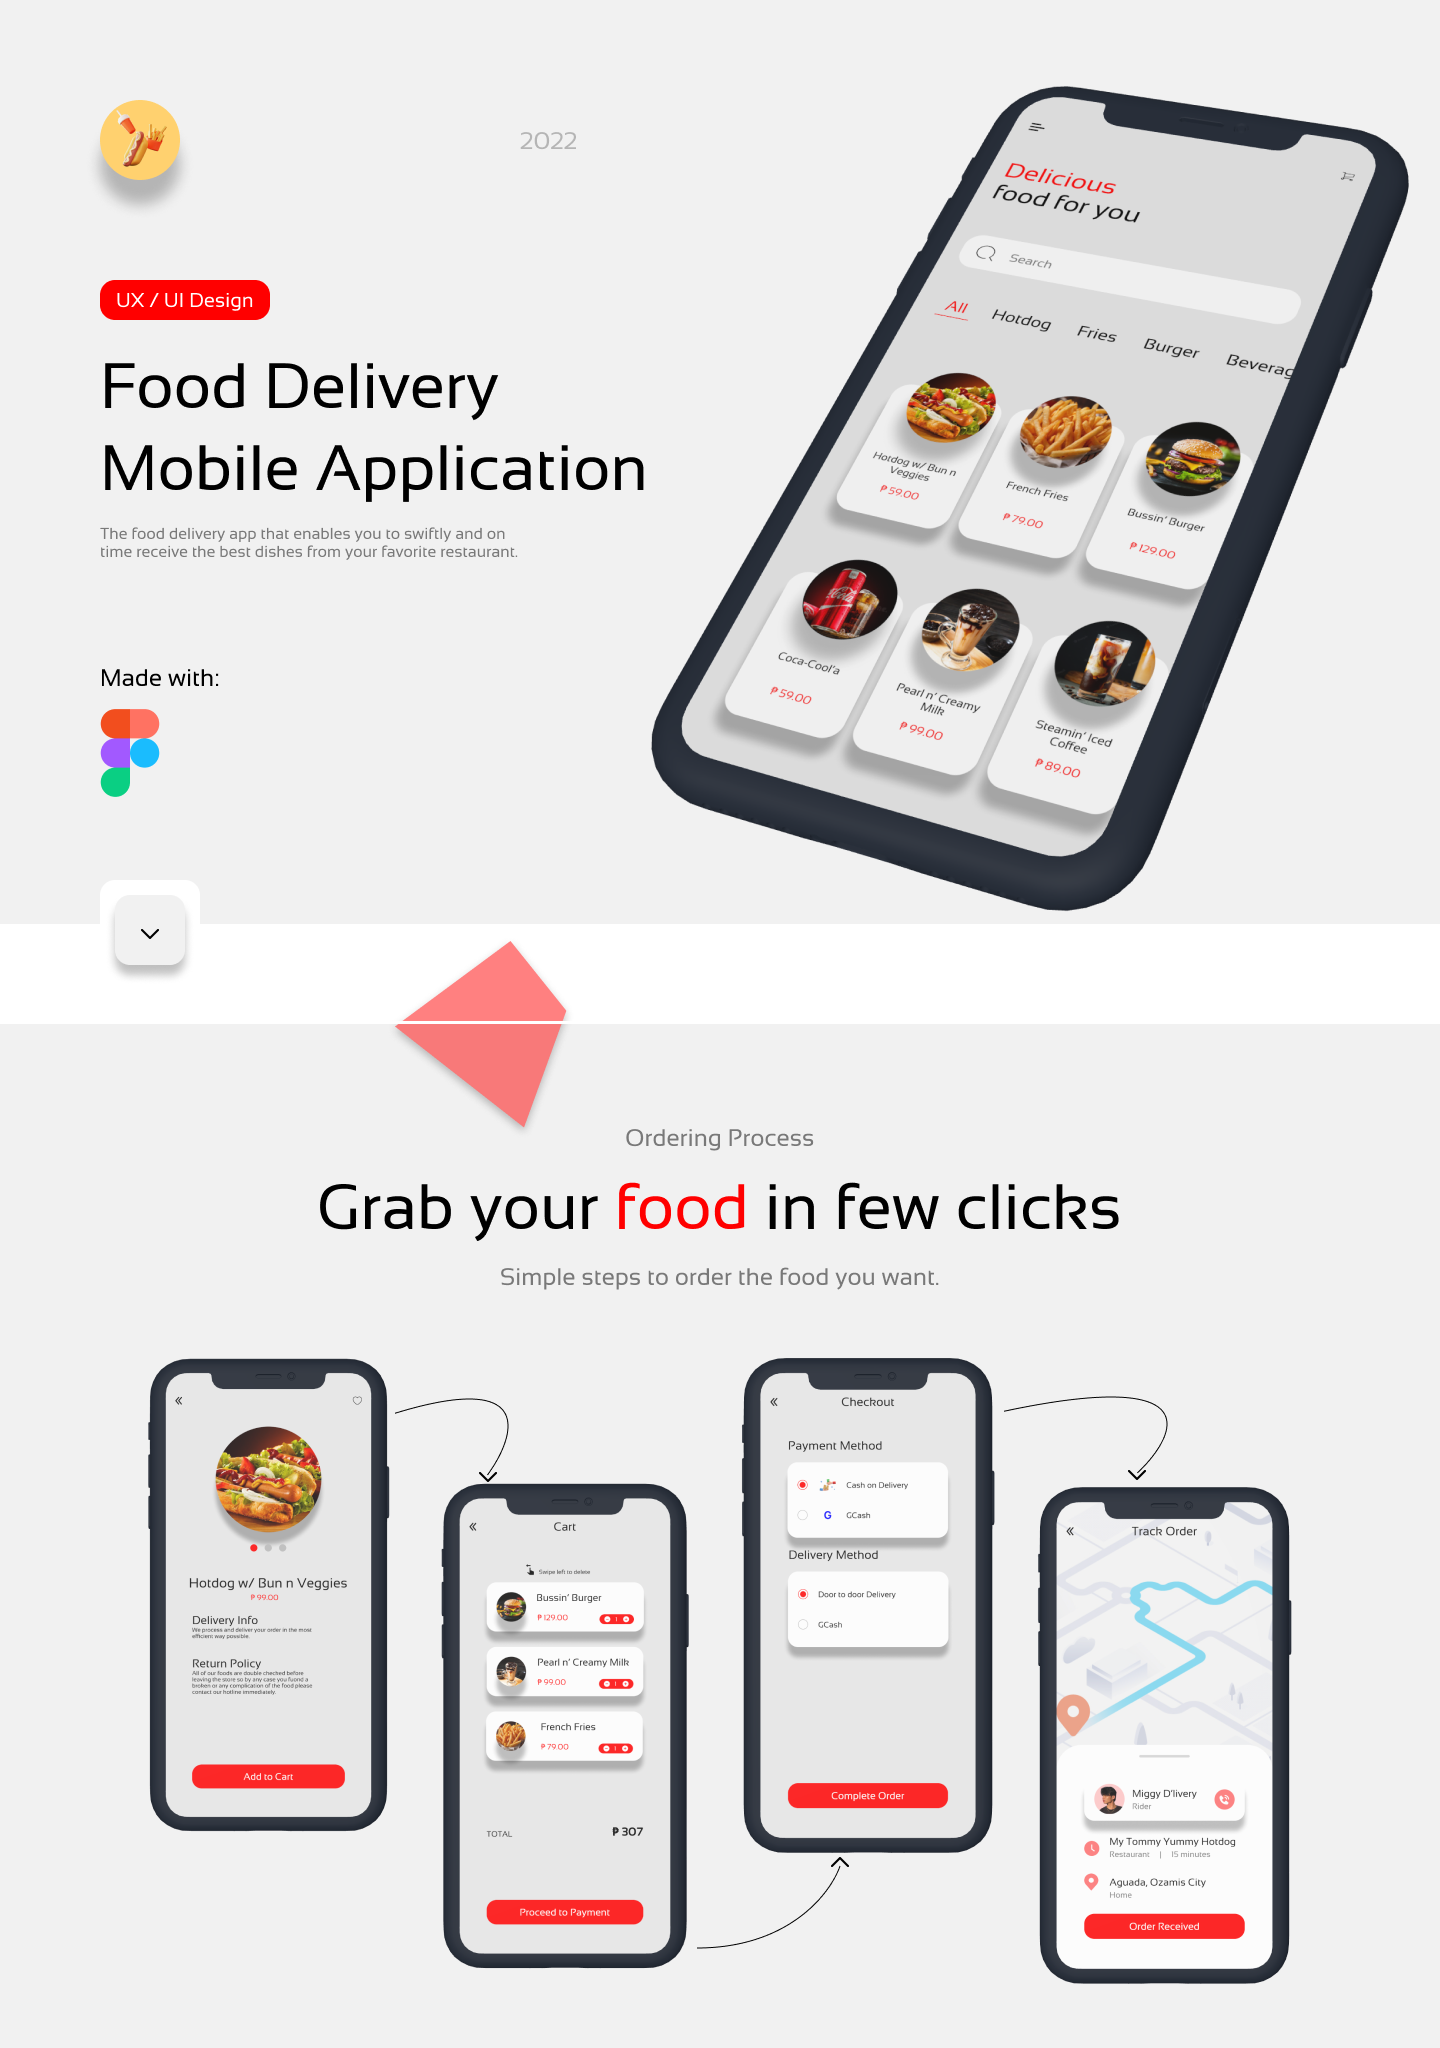 2022
UX / UI Design
Food Delivery
Mobile Application
The food delivery app that enables you to swiftly and on
time receive the best dishes from your favorite restaurant.
Made with:
Delicious
food for you
Search
All Hotdog Fries Burger Beverag
Hotdog w/ Bun n
Veggies
₱ 59.00
French Fries
₱ 79.00
Bussin' Burger
₱ 129.00
Coca-Cool'a
₱ 59.00
Pearl n' Creamy
Milk
₱ 99.00
Steamin' Iced
Coffee
₱ 89.00
Ordering Process
Grab your food in few clicks
Simple steps to order the food you want.
Hotdog w/ Bun n Veggies
₱ 99.00
Delivery Info
We process and deliver your order in the most
efficient way possible.
Return Policy
All of our foods are double checked before
leaving the store so by any case you fuond a
broken or any complication of the food please
contact our hotline immediately.
Add to Cart
Cart
Swipe left to delete
Bussin' Burger
₱ 129.00
1
Pearl n' Creamy Milk
₱ 99.00
1
French Fries
₱ 79.00
1
TOTAL ₱ 307
Proceed to Payment
Checkout
Payment Method
Cash on Delivery
G GCash
Delivery Method
Door to door Delivery
GCash
Complete Order
Track Order
Miggy D'livery
Rider
My Tommy Yummy Hotdog
Restaurant | 15 minutes
Aguada, Ozamis City
Home
Order Received